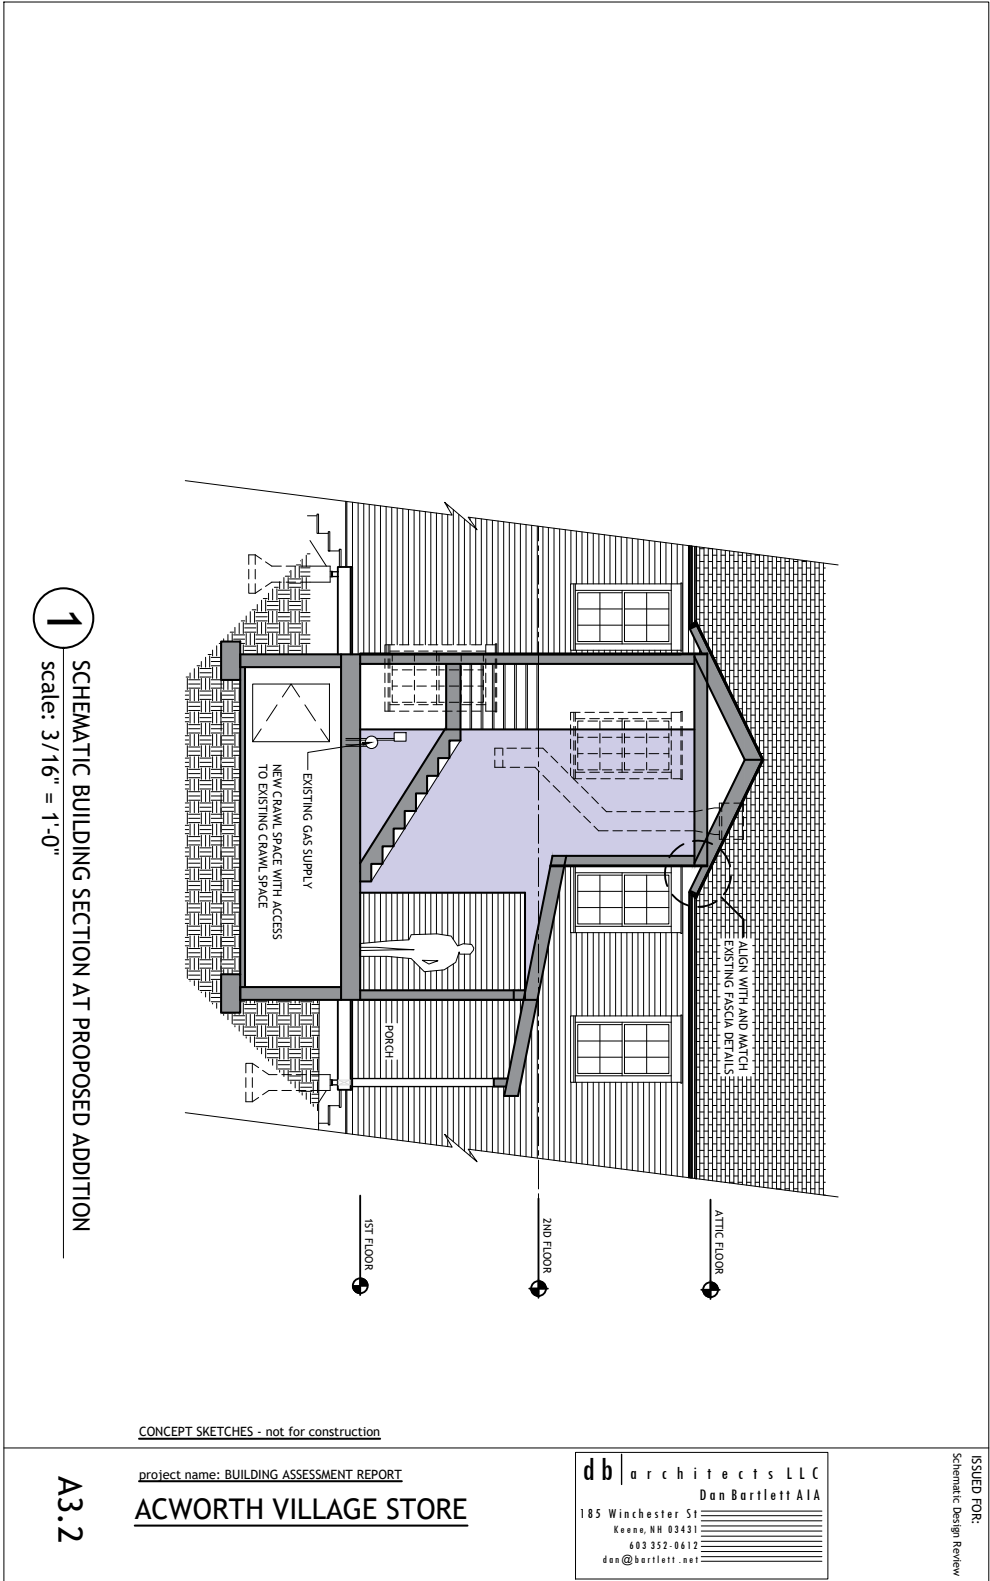 ALIGN WITH AND MATCH
EXISTING FASCIA DETAILS
ATTIC FLOOR
2ND FLOOR
1ST FLOOR
PORCH
EXISTING GAS SUPPLY
NEW CRAWL SPACE WITH ACCESS
TO EXISTING CRAWL SPACE
1
SCHEMATIC BUILDING SECTION AT PROPOSED ADDITION
scale: 3/16" = 1'-0"
CONCEPT SKETCHES - not for construction
ISSUED FOR:
Schematic Design Review
db architects LLC
Dan Bartlett AIA
185 Winchester St
Keene, NH 03431
603 352-0612
dan@bartlett.net
project name: BUILDING ASSESSMENT REPORT
ACWORTH VILLAGE STORE
A3.2